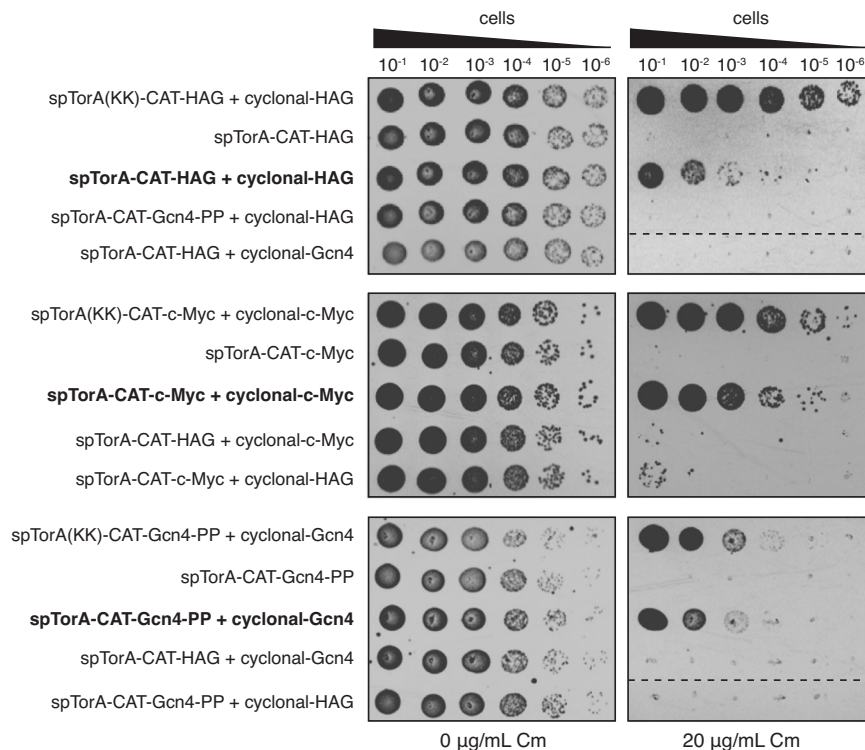 cells cells
10-1 10-2 10-3 10-4 10-5 10-6 10-1 10-2 10-3 10-4 10-5 10-6
spTorA(KK)-CAT-HAG + cyclonal-HAG
spTorA-CAT-HAG
spTorA-CAT-HAG + cyclonal-HAG
spTorA-CAT-Gcn4-PP + cyclonal-HAG
spTorA-CAT-HAG + cyclonal-Gcn4
spTorA(KK)-CAT-c-Myc + cyclonal-c-Myc
spTorA-CAT-c-Myc
spTorA-CAT-c-Myc + cyclonal-c-Myc
spTorA-CAT-HAG + cyclonal-c-Myc
spTorA-CAT-c-Myc + cyclonal-HAG
spTorA(KK)-CAT-Gcn4-PP + cyclonal-Gcn4
spTorA-CAT-Gcn4-PP
spTorA-CAT-Gcn4-PP + cyclonal-Gcn4
spTorA-CAT-HAG + cyclonal-Gcn4
spTorA-CAT-Gcn4-PP + cyclonal-HAG
0 µg/mL Cm 20 µg/mL Cm